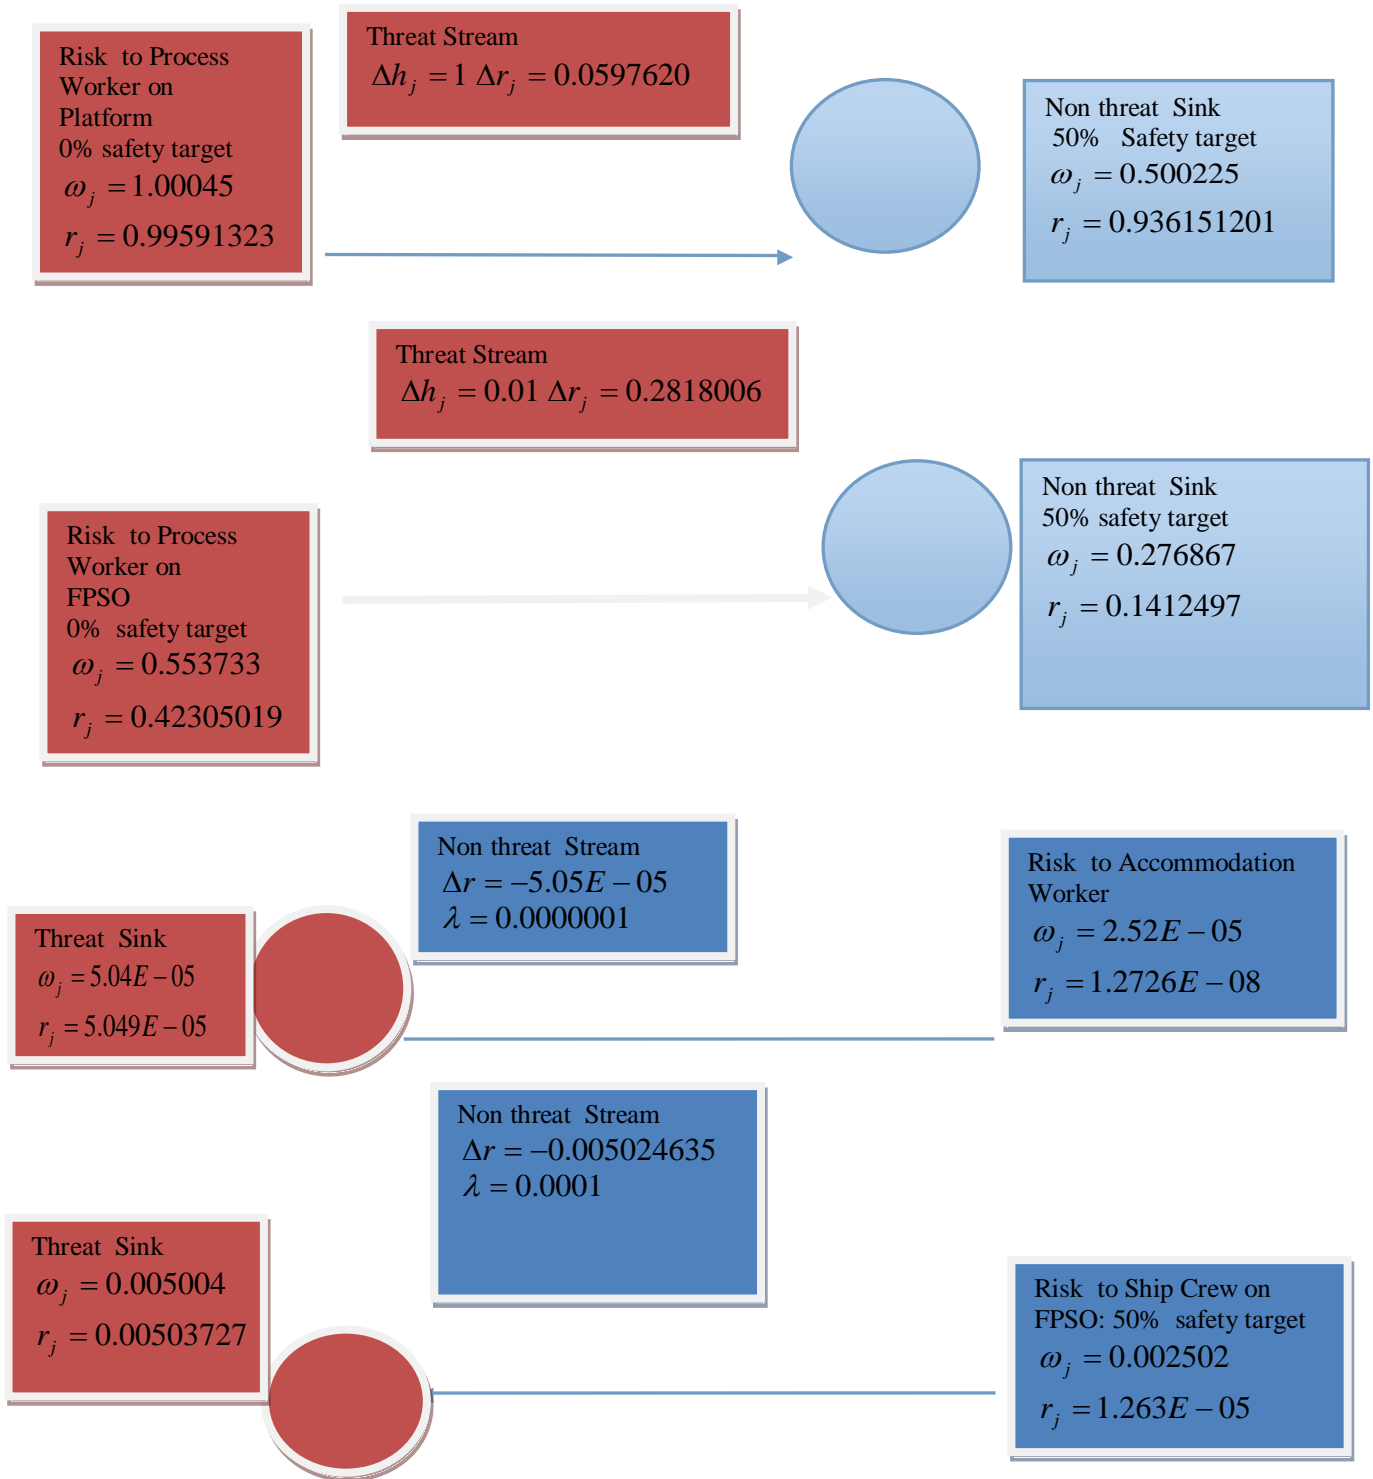 Risk to Process
Worker on
Platform
0% safety target
ω_j = 1.00045
r_j = 0.99591323
Threat Stream
Δh_j = 1 Δr_j = 0.0597620
Non threat Sink
50% Safety target
ω_j = 0.500225
r_j = 0.936151201
Threat Stream
Δh_j = 0.01 Δr_j = 0.2818006
Risk to Process
Worker on
FPSO
0% safety target
ω_j = 0.553733
r_j = 0.42305019
Non threat Sink
50% safety target
ω_j = 0.276867
r_j = 0.1412497
Non threat Stream
Δr = −5.05E − 05
λ = 0.0000001
Threat Sink
ω_j = 5.04E − 05
r_j = 5.049E − 05
Risk to Accommodation
Worker
ω_j = 2.52E − 05
r_j = 1.2726E − 08
Non threat Stream
Δr = −0.005024635
λ = 0.0001
Threat Sink
ω_j = 0.005004
r_j = 0.00503727
Risk to Ship Crew on
FPSO: 50% safety target
ω_j = 0.002502
r_j = 1.263E − 05